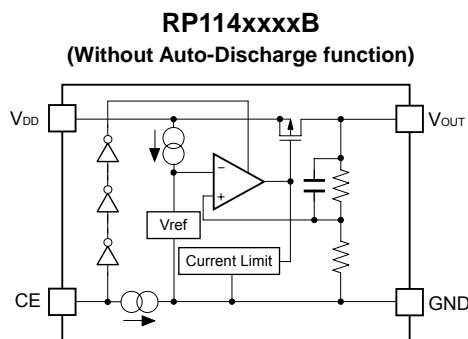 RP114xxxxB
(Without Auto-Discharge function)
VDD
VOUT
−
+
Vref
Current Limit
CE
GND